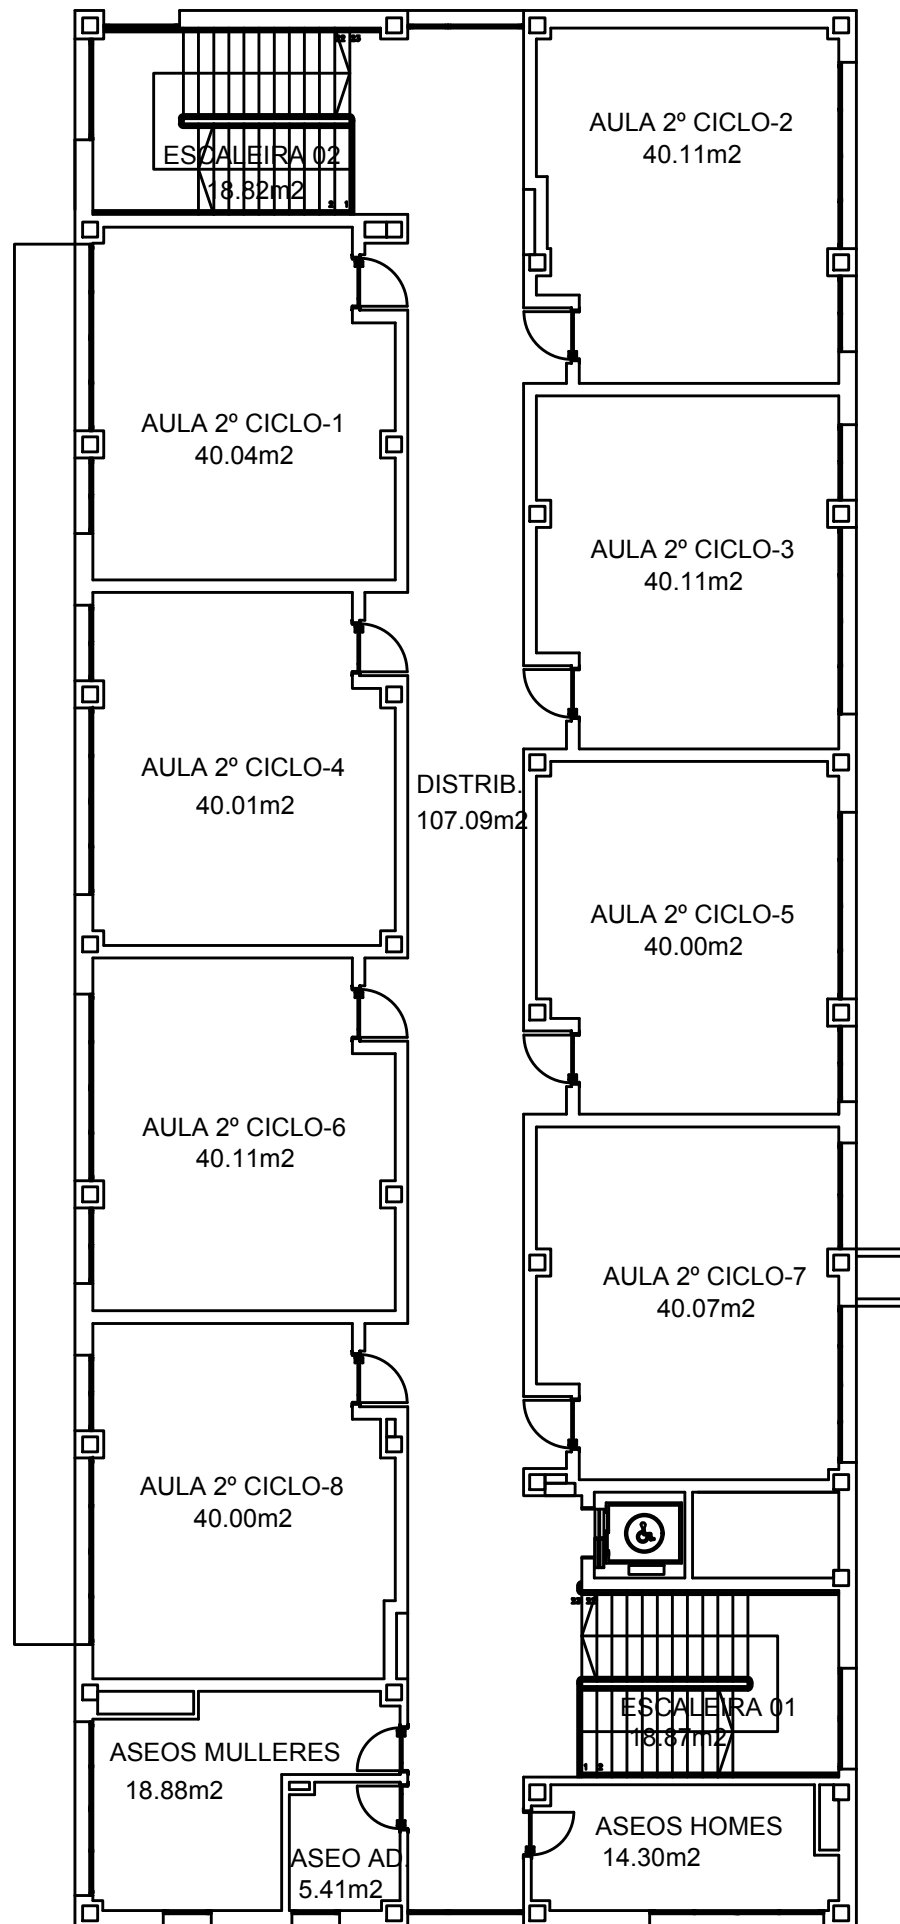 AULA 2º CICLO-2
40.11m2
ESCALEIRA 02
18.82m2
AULA 2º CICLO-1
40.04m2
AULA 2º CICLO-3
40.11m2
AULA 2º CICLO-4
40.01m2
DISTRIB.
107.09m2
AULA 2º CICLO-5
40.00m2
AULA 2º CICLO-6
40.11m2
AULA 2º CICLO-7
40.07m2
AULA 2º CICLO-8
40.00m2
ESCALEIRA 01
18.87m2
ASEOS MULLERES
18.88m2
ASEOS HOMES
14.30m2
ASEO AD.
5.41m2